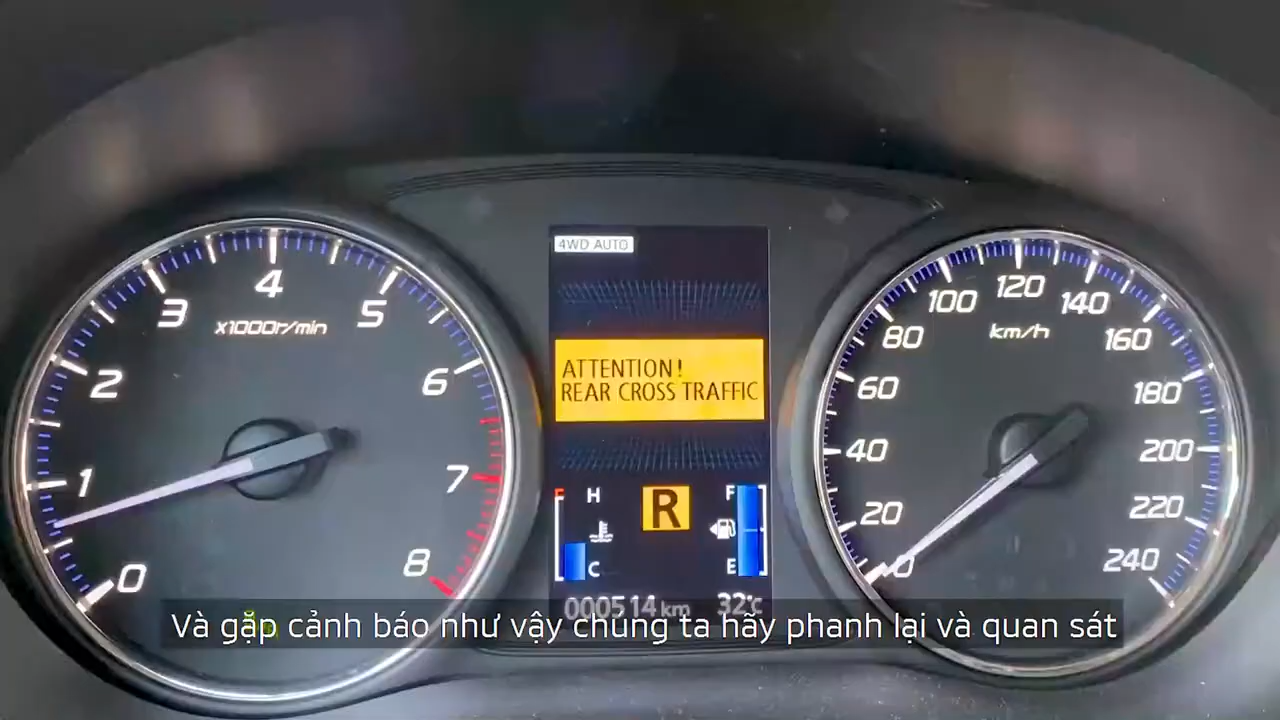 4WD AUTO
ATTENTION!
REAR CROSS TRAFFIC
x1000r/min
0
1
2
3
4
5
6
7
8
km/h
0
20
40
60
80
100
120
140
160
180
200
220
240
H
C
R
F
E
000514 km
32°C
Và gặp cảnh báo như vậy chúng ta hãy phanh lại và quan sát